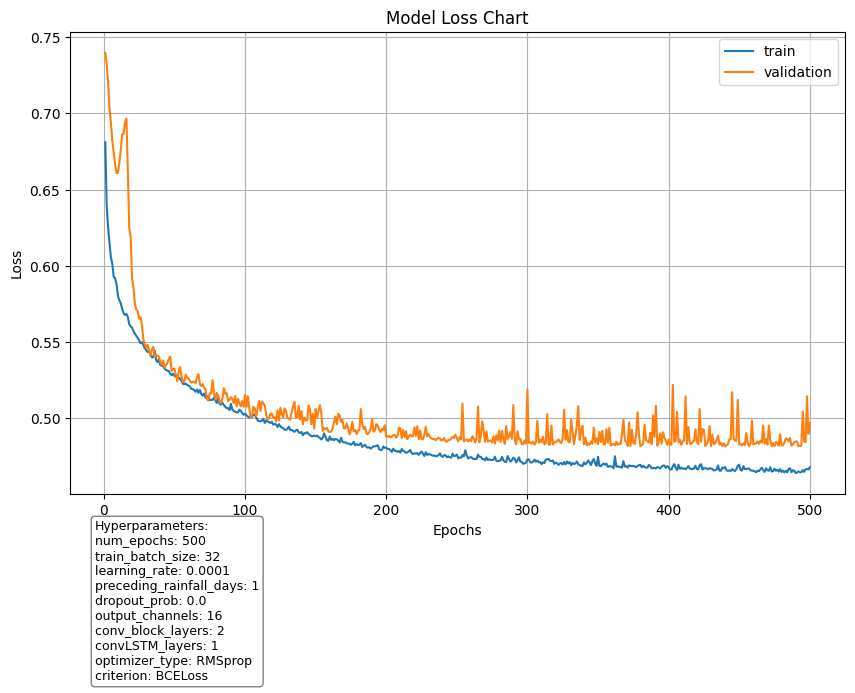 Model Loss Chart
train
validation
0.75
0.70
0.65
0.60
0.55
0.50
Loss
0
100
200
300
400
500
Epochs
Hyperparameters:
num_epochs: 500
train_batch_size: 32
learning_rate: 0.0001
preceding_rainfall_days: 1
dropout_prob: 0.0
output_channels: 16
conv_block_layers: 2
convLSTM_layers: 1
optimizer_type: RMSprop
criterion: BCELoss